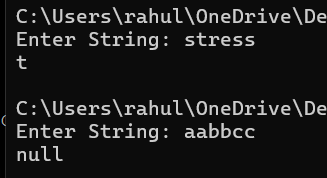 C:\Users\rahul\OneDrive\De
Enter String: stress
t
C:\Users\rahul\OneDrive\De
Enter String: aabbcc
null